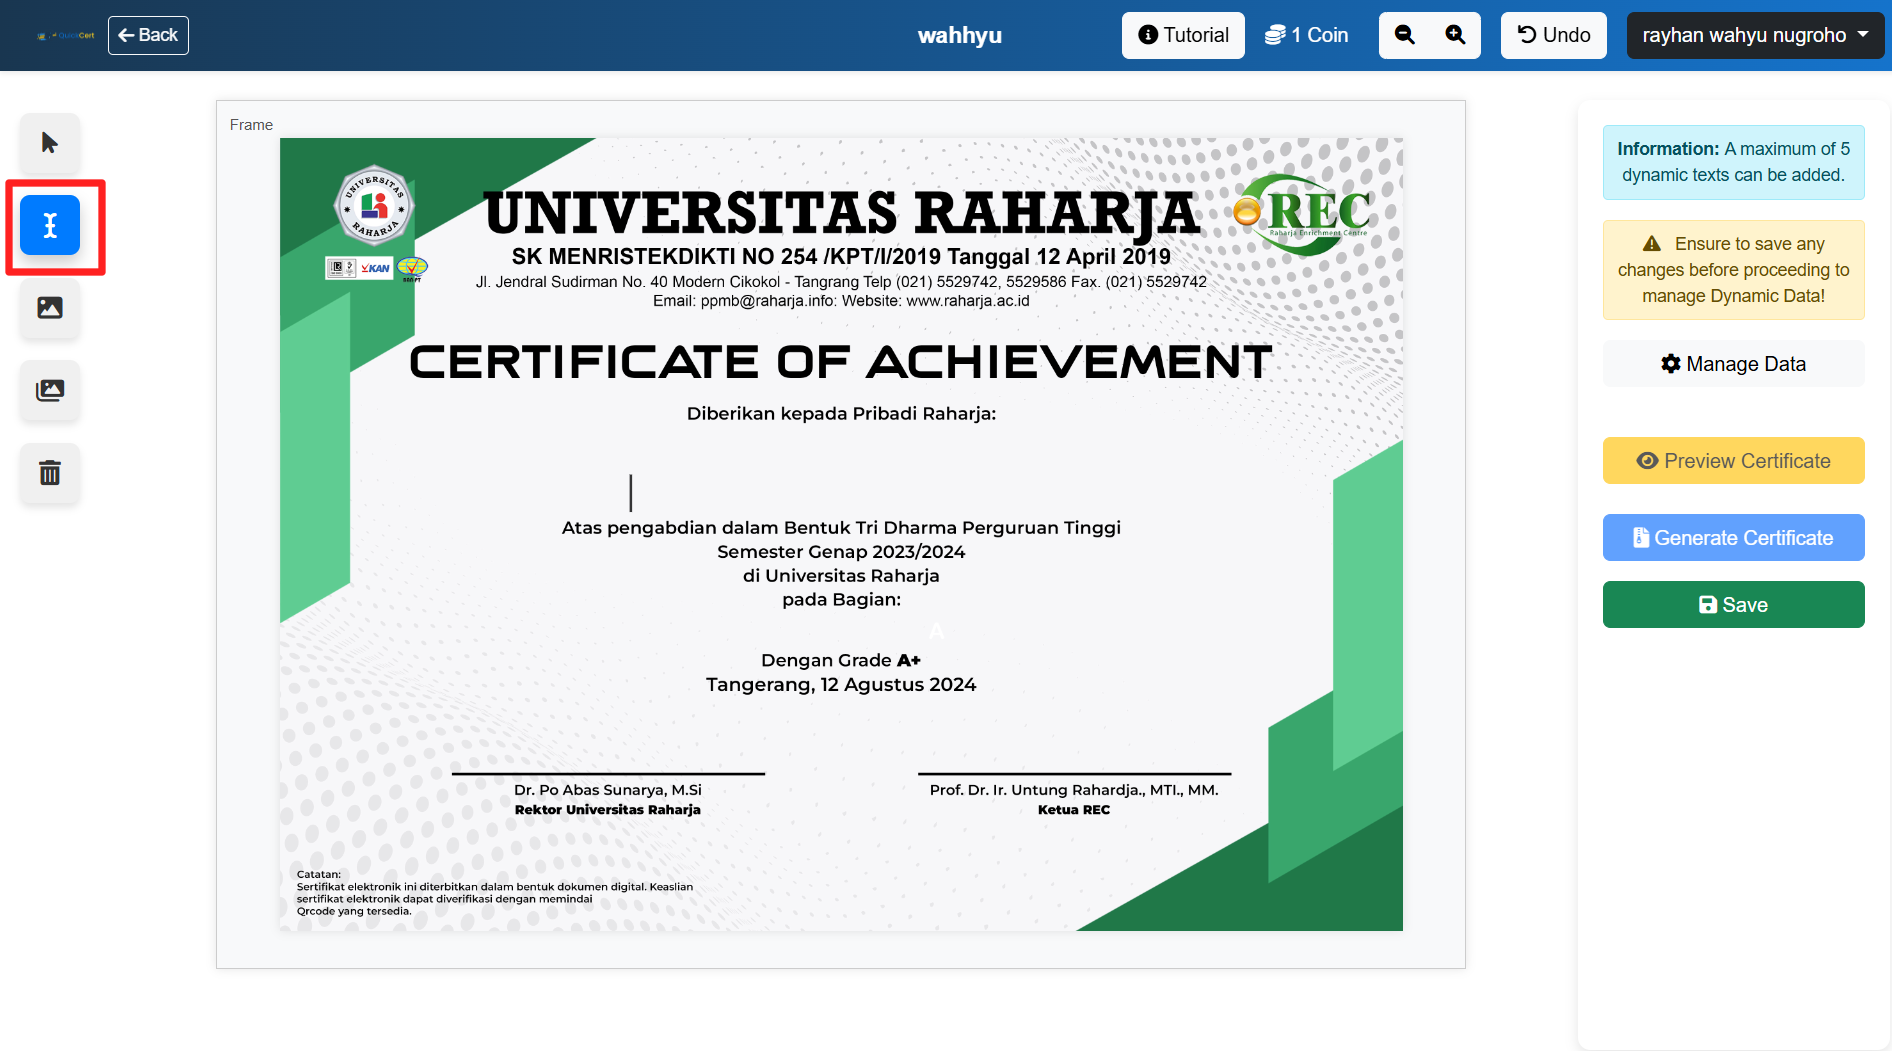 QuickCert
Back
wahhyu
Tutorial
1 Coin
Undo
rayhan wahyu nugroho
Frame
UNIVERSITAS RAHARJA
KAN
UNIVERSITAS RAHARJA
SK MENRISTEKDIKTI NO 254 /KPT/I/2019 Tanggal 12 April 2019
Jl. Jendral Sudirman No. 40 Modern Cikokol - Tangrang Telp (021) 5529742, 5529586 Fax. (021) 5529742
Email: ppmb@raharja.info: Website: www.raharja.ac.id
REC
Raharja Enrichment Centre
CERTIFICATE OF ACHIEVEMENT
Diberikan kepada Pribadi Raharja:
Atas pengabdian dalam Bentuk Tri Dharma Perguruan Tinggi
Semester Genap 2023/2024
di Universitas Raharja
pada Bagian:
A
Dengan Grade A+
Tangerang, 12 Agustus 2024
Dr. Po Abas Sunarya, M.Si
Rektor Universitas Raharja
Prof. Dr. Ir. Untung Rahardja., MTI., MM.
Ketua REC
Catatan:
Sertifikat elektronik ini diterbitkan dalam bentuk dokumen digital. Keaslian
sertifikat elektronik dapat diverifikasi dengan memindai
Qrcode yang tersedia.
Information: A maximum of 5
dynamic texts can be added.
Ensure to save any
changes before proceeding to
manage Dynamic Data!
Manage Data
Preview Certificate
Generate Certificate
Save